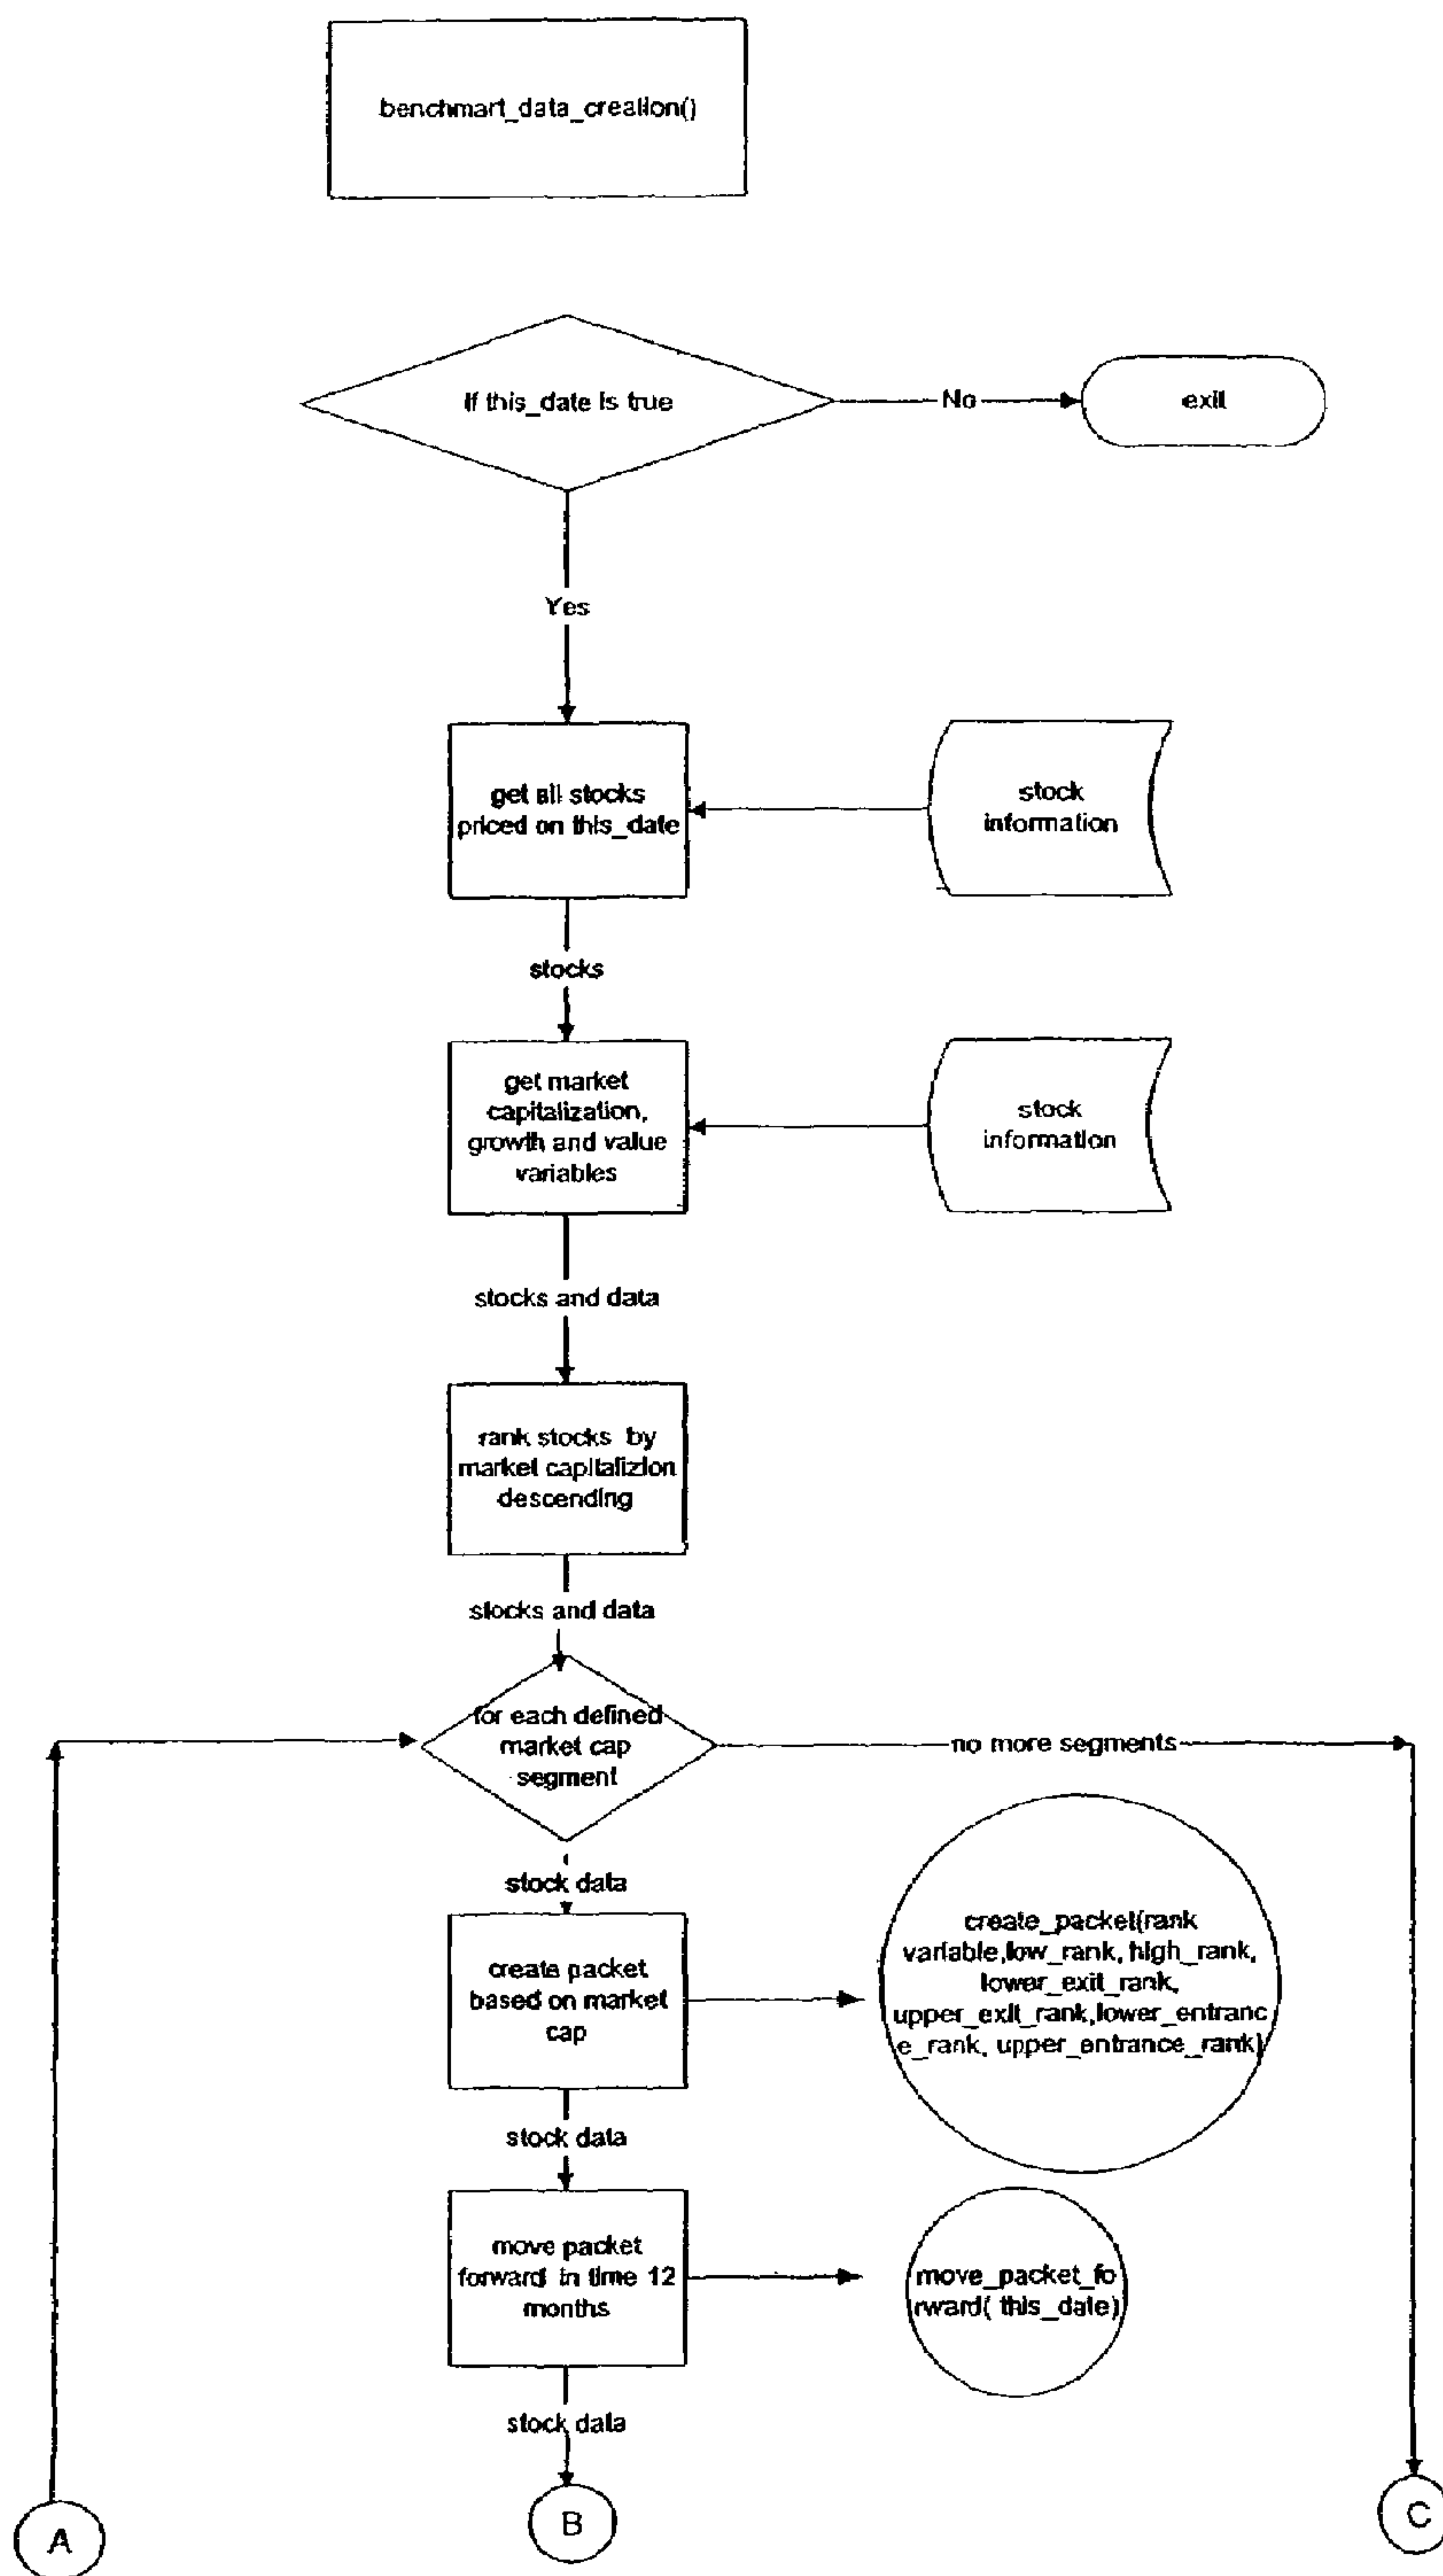 benchmart_data_creation()
If this_date is true
No
exit
Yes
get all stocks
priced on this_date
stock
information
stocks
get market
capitalization,
growth and value
variables
stock
information
stocks and data
rank stocks by
market capitalizion
descending
stocks and data
for each defined
market cap
segment
no more segments
stock data
create packet
based on market
cap
create_packet(rank
variable,low_rank, high_rank,
lower_exit_rank,
upper_exit_rank,lower_entranc
e_rank, upper_entrance_rank)
stock data
move packet
forward in time 12
months
move_packet_fo
rward( this_date)
stock data
A
B
C